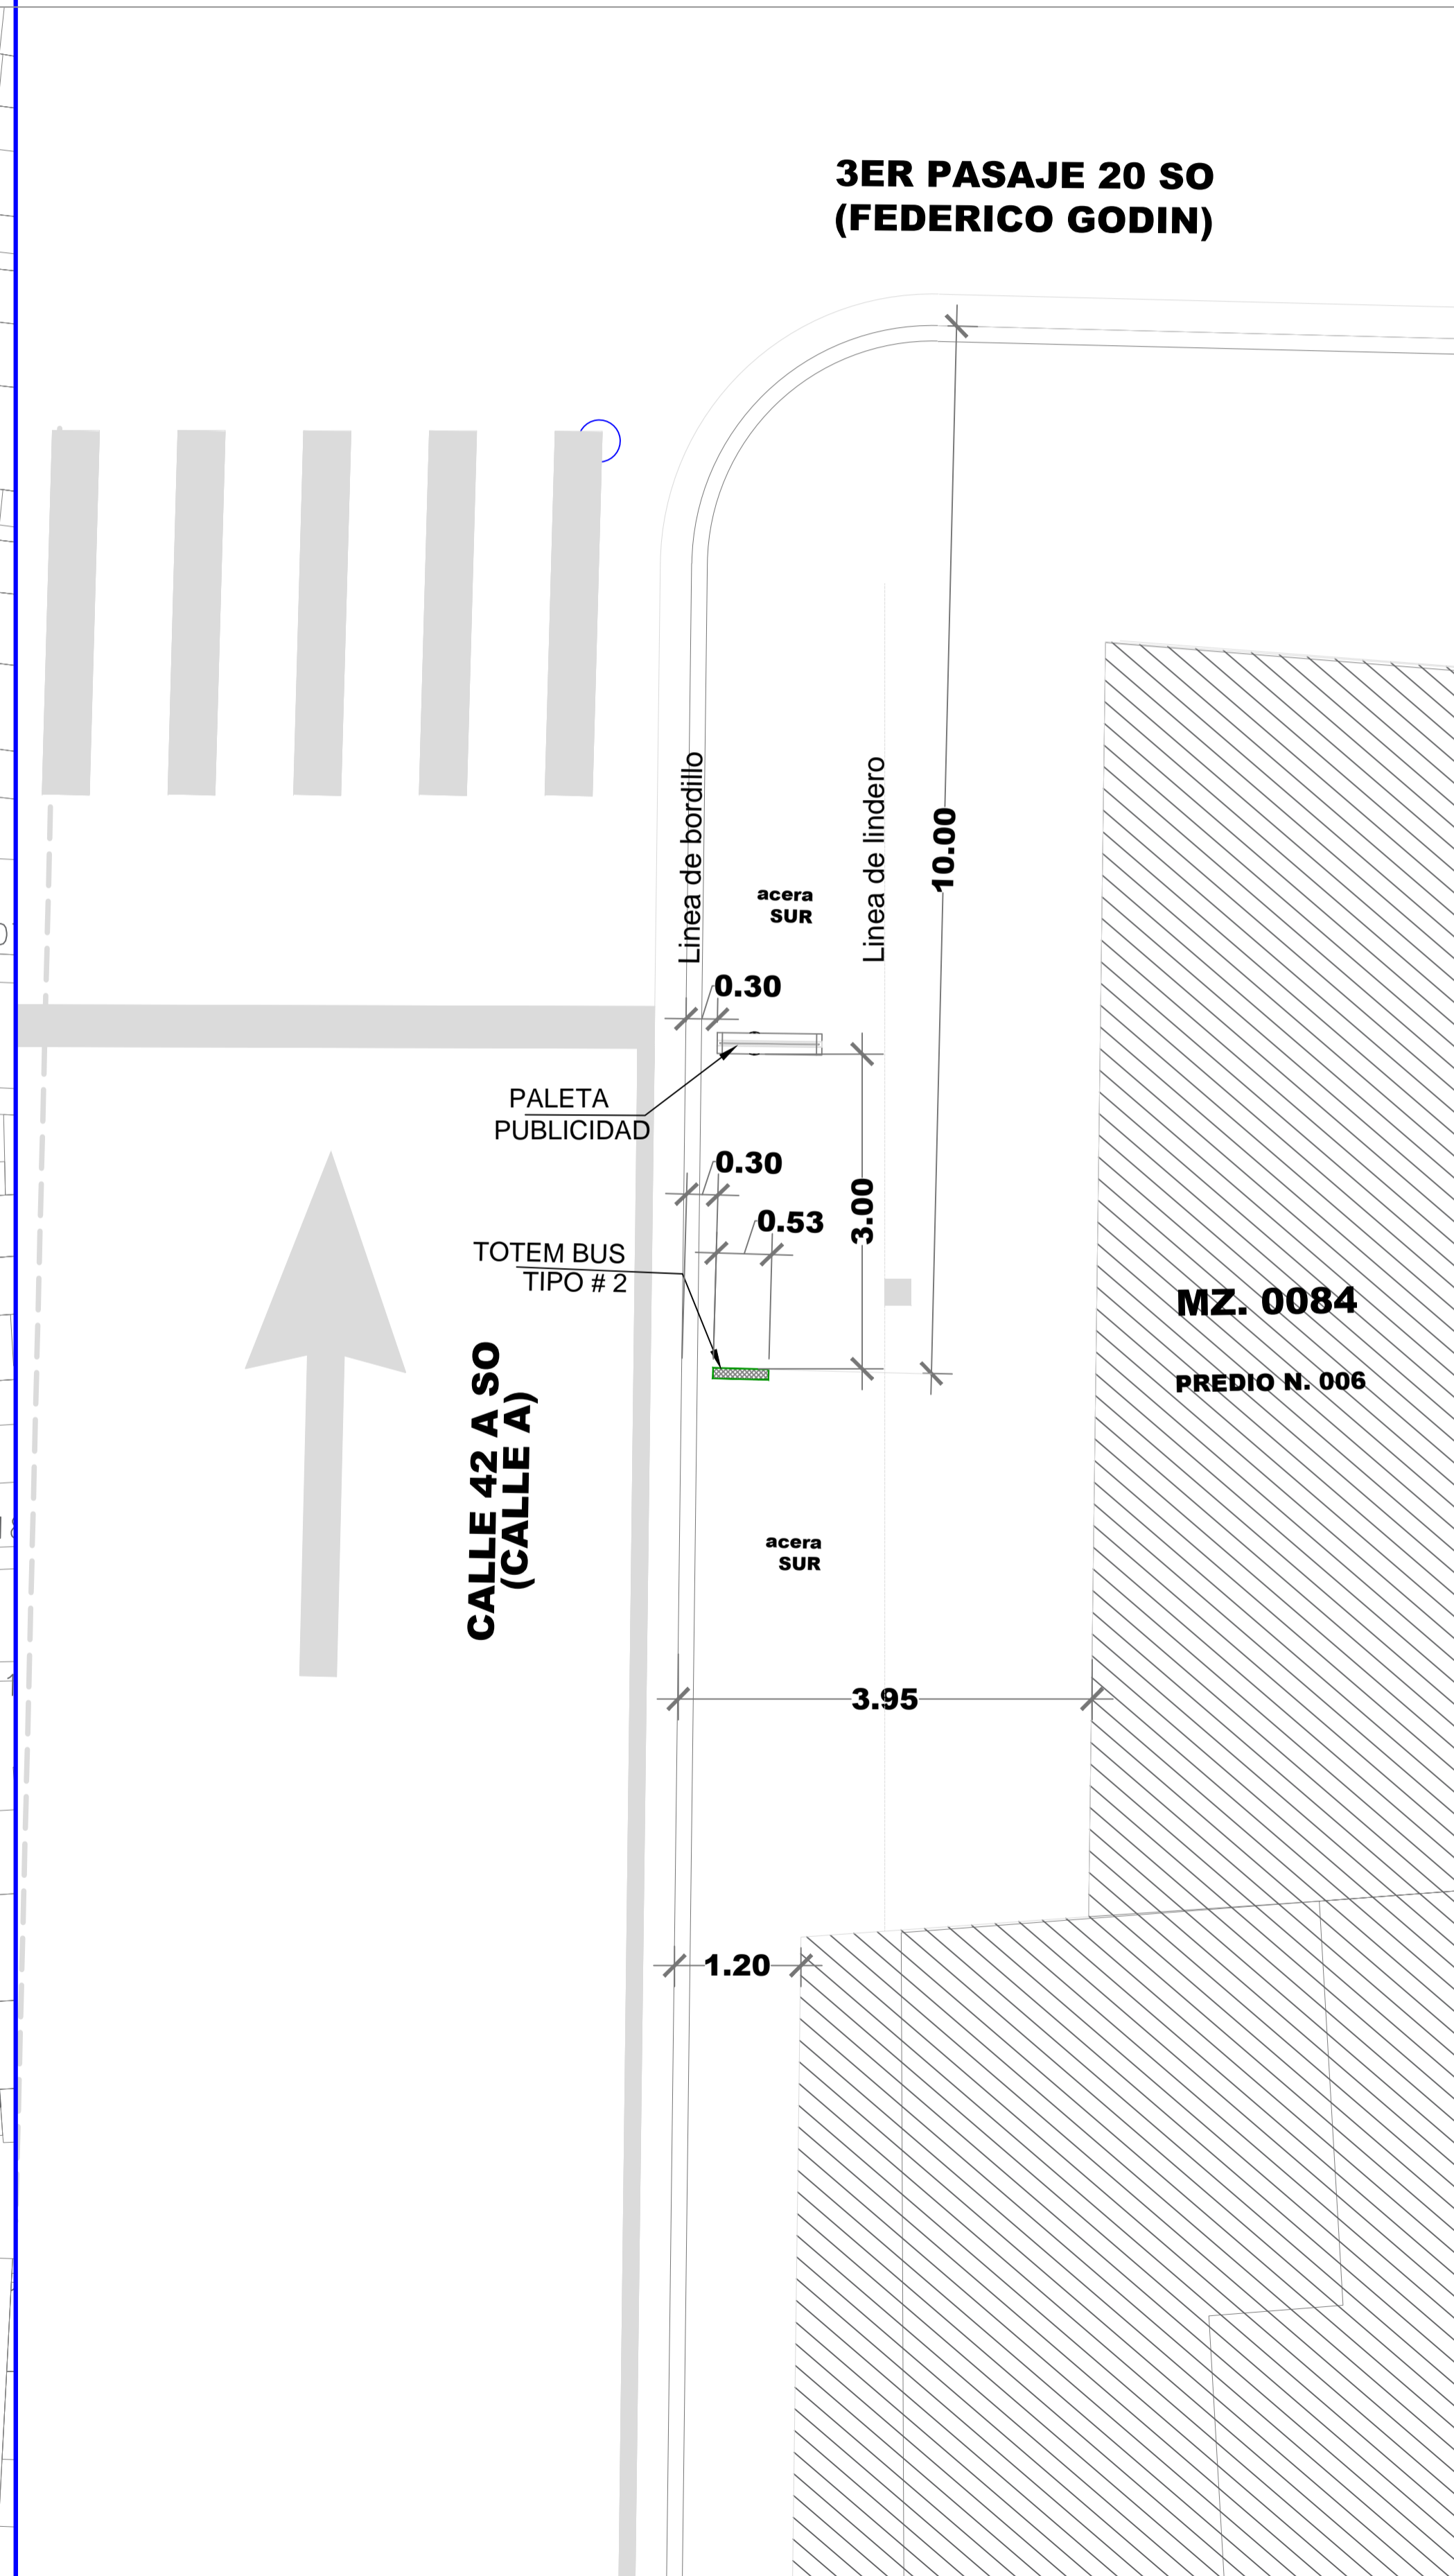 3ER PASAJE 20 SO
(FEDERICO GODIN)
Linea de bordillo
Linea de lindero
10.00
acera
SUR
0.30
PALETA
PUBLICIDAD
0.30
0.53
3.00
TOTEM BUS
TIPO # 2
MZ. 0084
PREDIO N. 006
CALLE 42 A SO
(CALLE A)
acera
SUR
3.95
1.20